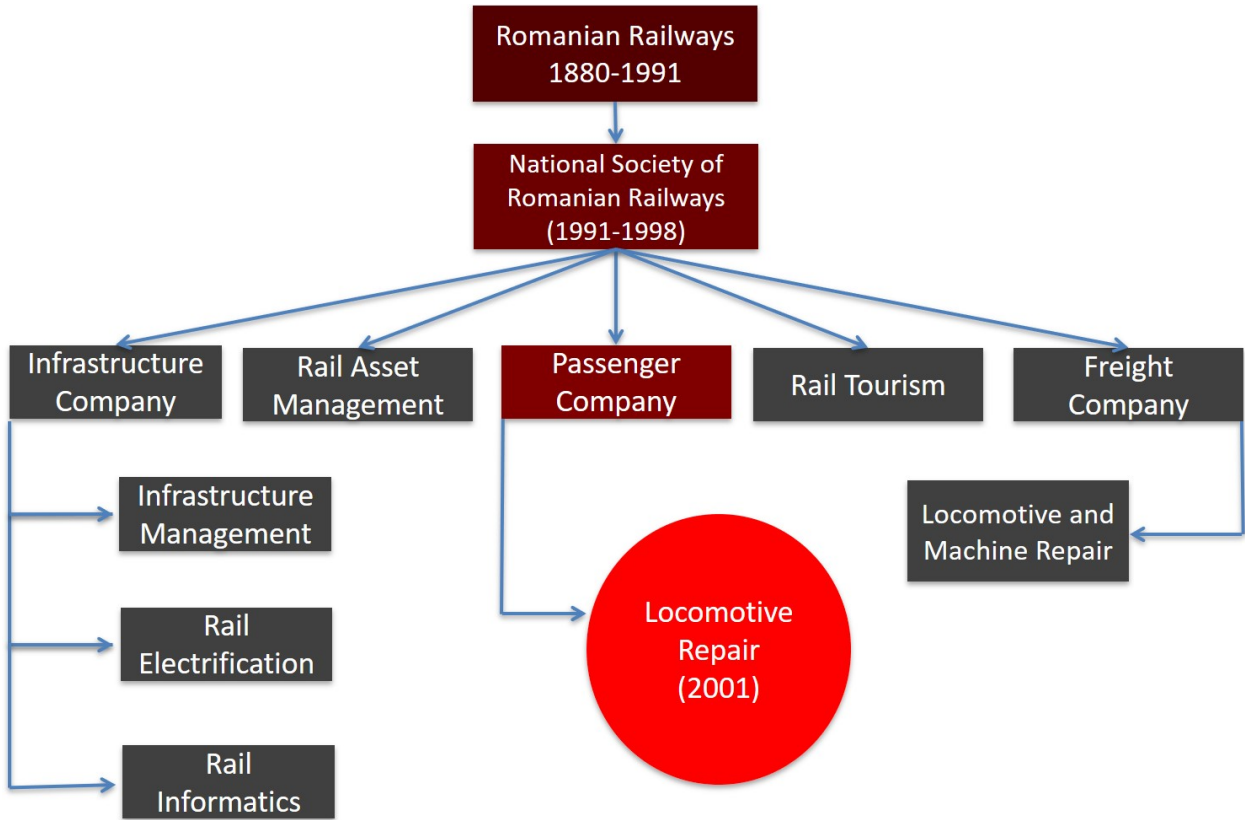 Romanian Railways
1880-1991
National Society of
Romanian Railways
(1991-1998)
Infrastructure
Company
Rail Asset
Management
Passenger
Company
Rail Tourism
Freight
Company
Infrastructure
Management
Rail
Electrification
Rail
Informatics
Locomotive
Repair
(2001)
Locomotive and
Machine Repair